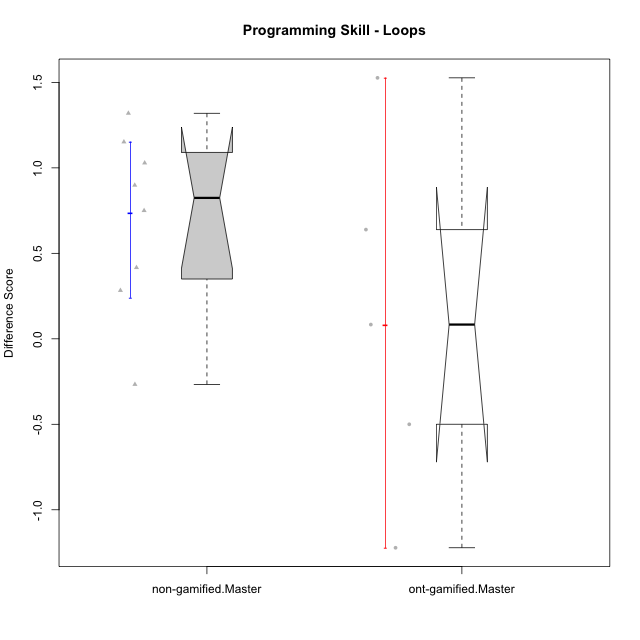 Programming Skill - Loops
Difference Score
1.5
1.0
0.5
0.0
-0.5
-1.0
non-gamified.Master
ont-gamified.Master